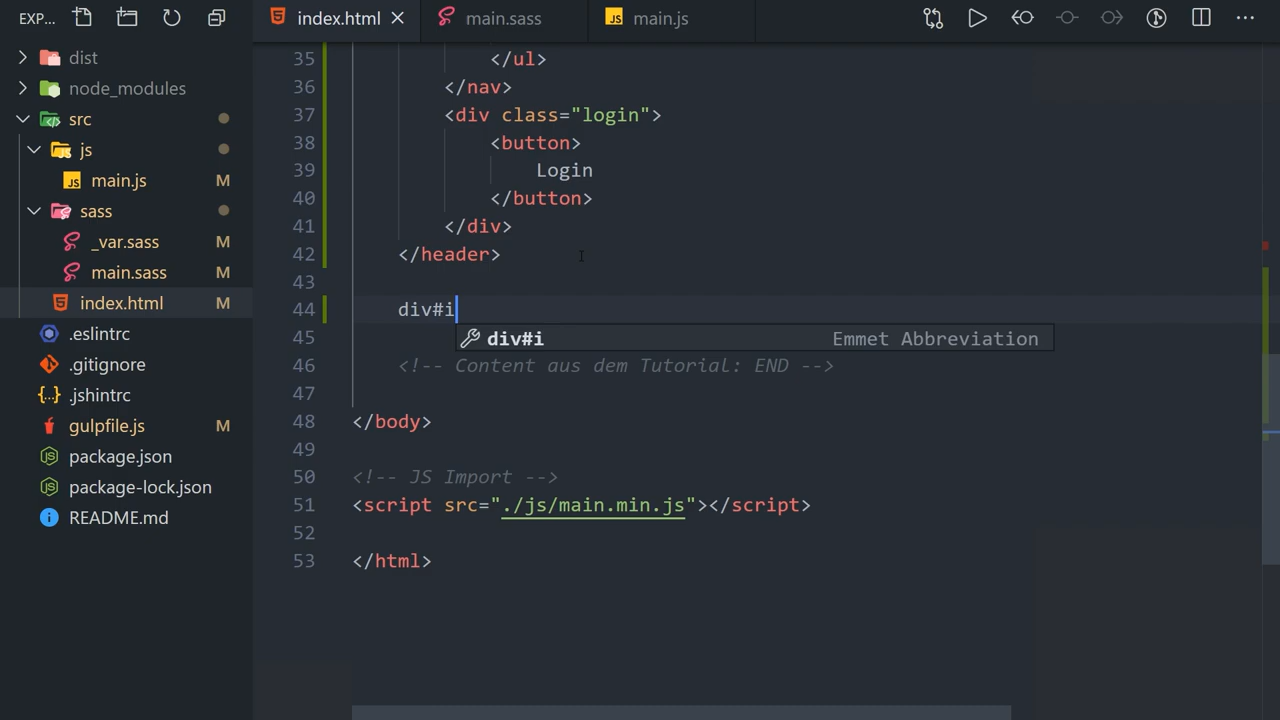 EXP...
index.html
main.sass
JS main.js
dist
node_modules
src
js
JS main.js M
sass
_var.sass M
main.sass M
index.html M
.eslintrc
.gitignore
{.} .jshintrc
gulpfile.js M
package.json
package-lock.json
README.md
35 </ul>
36 </nav>
37 <div class="login">
38 <button>
39 Login
40 </button>
41 </div>
42 </header>
43
44 div#i
45 div#i Emmet Abbreviation
46 <!-- Content aus dem Tutorial: END -->
47
48 </body>
49
50 <!-- JS Import -->
51 <script src="./js/main.min.js"></script>
52
53 </html>